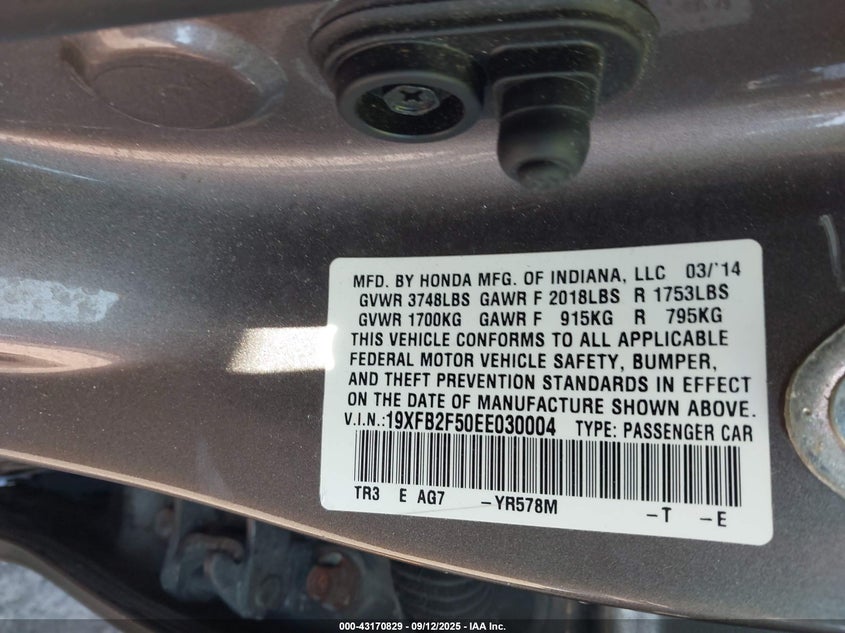 MFD. BY HONDA MFG. OF INDIANA, LLC 03/'14
GVWR 3748LBS GAWR F 2018LBS R 1753LBS
GVWR 1700KG GAWR F 915KG R 795KG
THIS VEHICLE CONFORMS TO ALL APPLICABLE
FEDERAL MOTOR VEHICLE SAFETY, BUMPER,
AND THEFT PREVENTION STANDARDS IN EFFECT
ON THE DATE OF MANUFACTURE SHOWN ABOVE.
V.I.N.:19XFB2F50EE030004 TYPE: PASSENGER CAR
TR3 E AG7 -YR578M -T -E
000-43170829 - 09/12/2025 - IAA Inc.